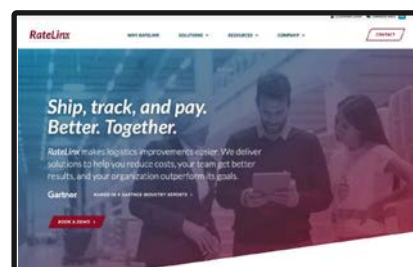 RateLinx
WHY RATELINX SOLUTIONS RESOURCES COMPANY
CONTACT
Ship, track, and pay.
Better. Together.
RateLinx makes logistics improvements easier. We deliver
solutions to help you reduce costs, your team get better
results, and your organization outperform its goals.
Gartner NAMED IN 4 GARTNER INDUSTRY REPORTS
BOOK A DEMO